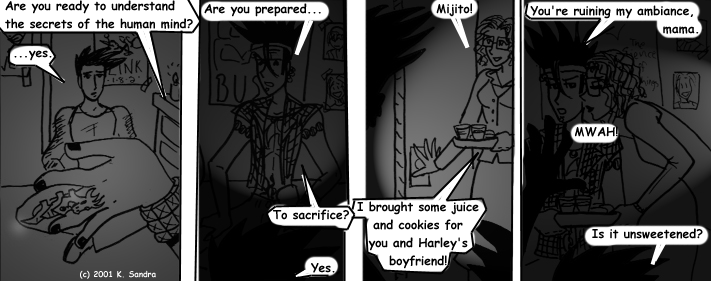 Are you ready to understand
the secrets of the human mind?
...yes.
LINK
(c) 2001 K. Sandra
Are you prepared...
BU
To sacrifice?
Yes.
Mijito!
I brought some juice
and cookies for
you and Harley's
boyfriend!
You're ruining my ambiance,
mama.
MWAH!
Is it unsweetened?